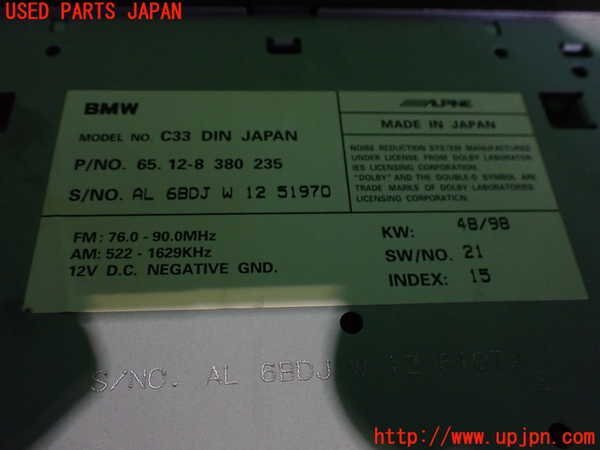 USED PARTS JAPAN
BMW
MODEL NO. C33 DIN JAPAN
P/NO. 65. 12-8 380 235
S/NO. AL 6BDJ W 12 51970
ALPINE
MADE IN JAPAN
NOISE REDUCTION SYSTEM MANUFACTURED
UNDER LICENSE FROM DOLBY LABORATOR-
IES LICENSING CORPORATION.
"DOLBY" AND THE DOUBLE-D SYMBOL ARE
TRADE MARKS OF DOLBY LABORATORIES
LICENSING CORPORATION.
FM: 76.0 - 90.0MHz
AM: 522 - 1629KHz
12V D.C. NEGATIVE GND.
KW: 48/98
SW/NO. 21
INDEX: 15
S/NO. AL 6BDJ W 12
http://www.upjpn.com/